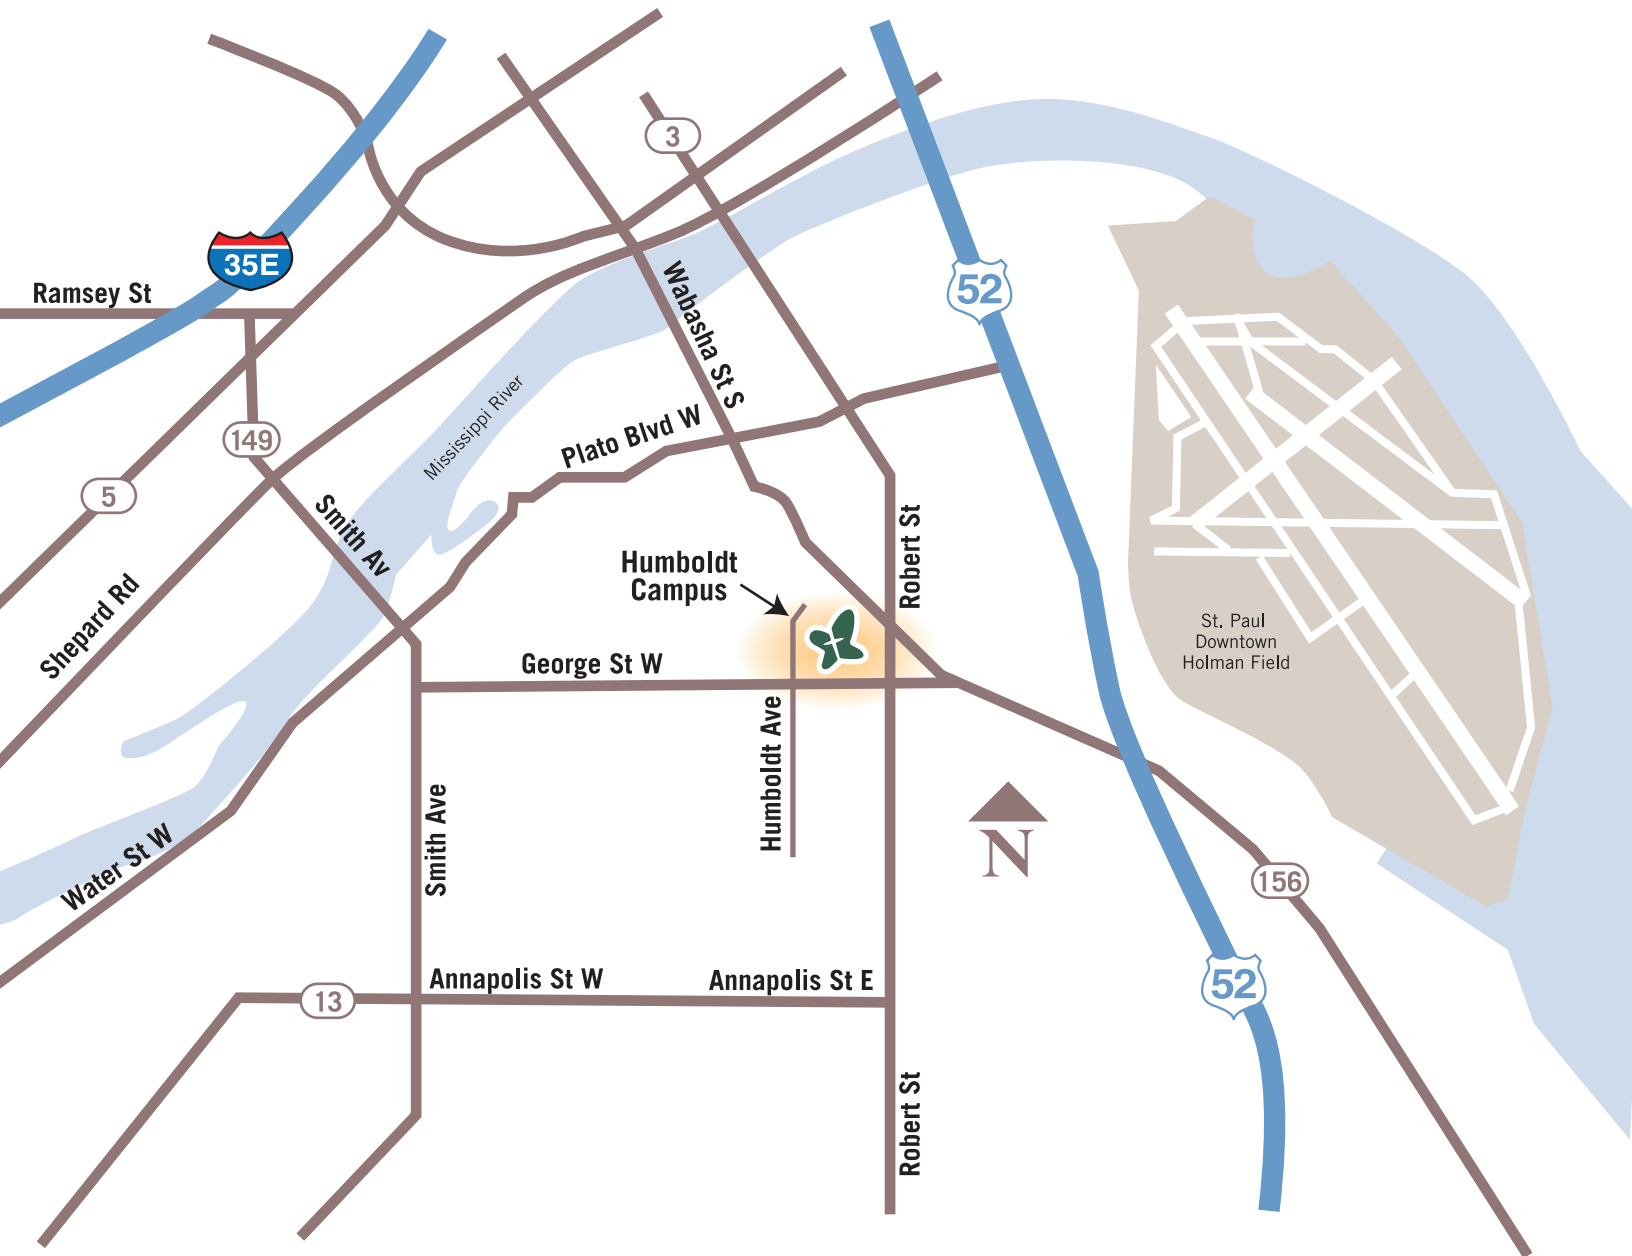 3
35E
52
Ramsey St
Wabasha St S
Mississippi River
Plato Blvd W
149
5
Smith Av
Robert St
Humboldt
Campus
Shepard Rd
St. Paul
Downtown
Holman Field
George St W
Humboldt Ave
Smith Ave
N
Water St W
156
Annapolis St W
Annapolis St E
52
13
Robert St